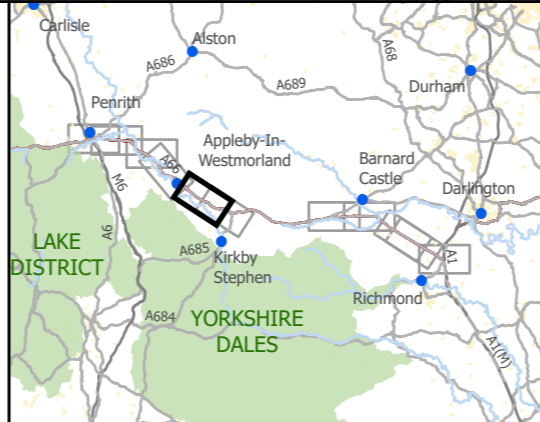 Carlisle
Alston
A686
A68
A689
Durham
Penrith
Appleby-In-
Westmorland
A66
Barnard
Castle
Darlington
M6
A6
LAKE
DISTRICT
A685
Kirkby
Stephen
A1
Richmond
A684
YORKSHIRE
DALES
A1(M)